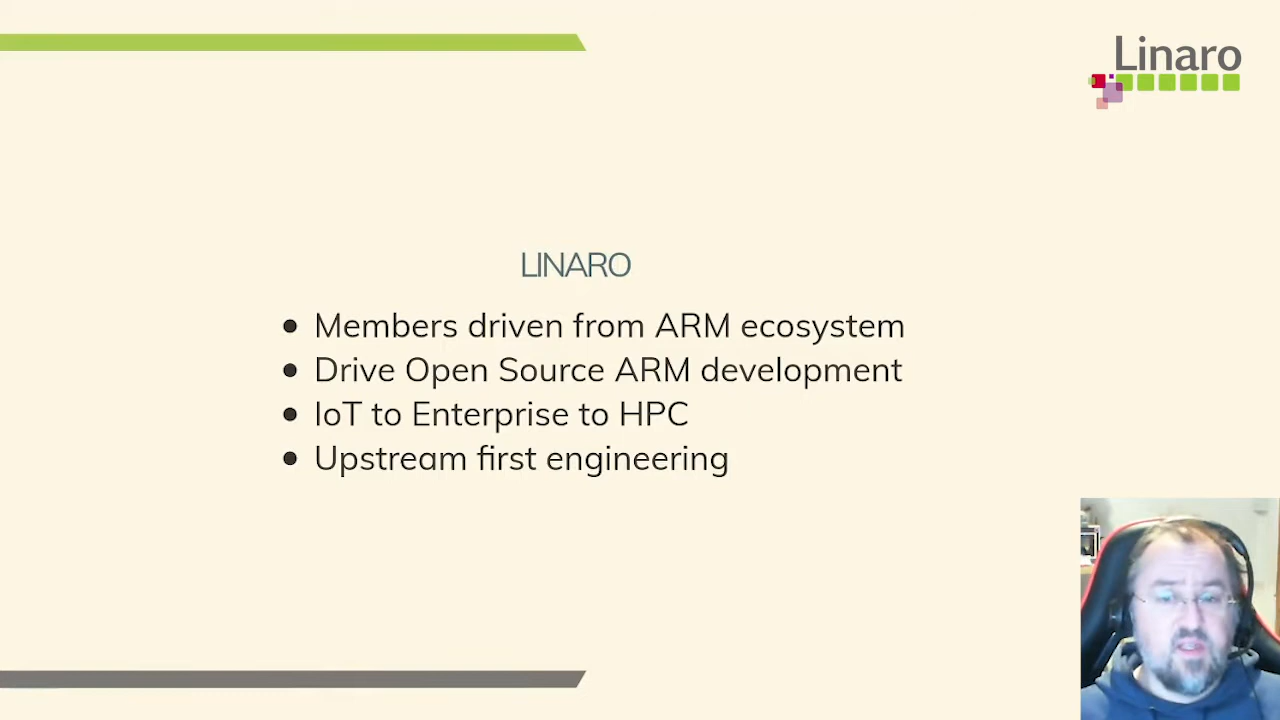 Linaro
LINARO
Members driven from ARM ecosystem
Drive Open Source ARM development
IoT to Enterprise to HPC
Upstream first engineering